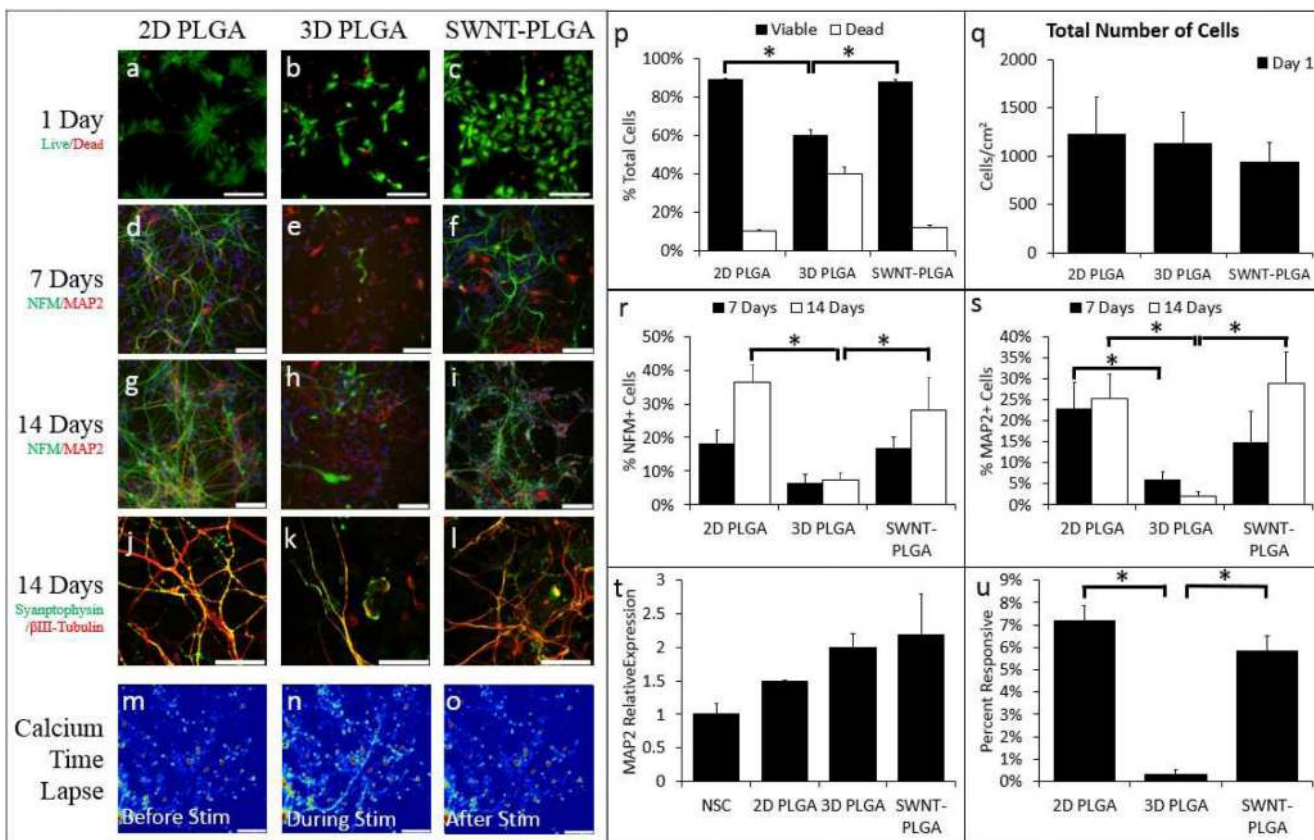 2D PLGA 3D PLGA SWNT-PLGA
1 Day
Live/Dead
a b c
7 Days
NFM/MAP2
d e f
14 Days
NFM/MAP2
g h i
14 Days
Syanptophysin
/βIII-Tubulin
j k l
Calcium
Time
Lapse
m n o
Before Stim During Stim After Stim
p
Viable Dead
* *
% Total Cells
100%
80%
60%
40%
20%
0%
2D PLGA 3D PLGA SWNT-PLGA
q
Total Number of Cells
Day 1
Cells/cm²
2000
1500
1000
500
0
2D PLGA 3D PLGA SWNT-PLGA
r
7 Days 14 Days
* *
% NFM+ Cells
50%
40%
30%
20%
10%
0%
2D PLGA 3D PLGA SWNT-
PLGA
s
7 Days 14 Days
* *
*
% MAP2+ Cells
40%
35%
30%
25%
20%
15%
10%
5%
0%
2D PLGA 3D PLGA SWNT-
PLGA
t
MAP2 RelativeExpression
3
2.5
2
1.5
1
0.5
0
NSC 2D PLGA 3D PLGA SWNT-
PLGA
u
* *
Percent Responsive
9%
8%
7%
6%
5%
4%
3%
2%
1%
0%
2D PLGA 3D PLGA SWNT-
PLGA